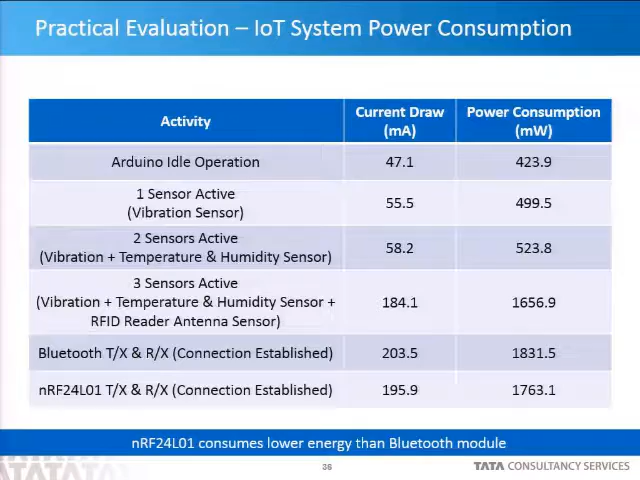 Practical Evaluation – IoT System Power Consumption
Activity
Current Draw
(mA)
Power Consumption
(mW)
Arduino Idle Operation
47.1
423.9
1 Sensor Active
(Vibration Sensor)
55.5
499.5
2 Sensors Active
(Vibration + Temperature & Humidity Sensor)
58.2
523.8
3 Sensors Active
(Vibration + Temperature & Humidity Sensor +
RFID Reader Antenna Sensor)
184.1
1656.9
Bluetooth T/X & R/X (Connection Established)
203.5
1831.5
nRF24L01 T/X & R/X (Connection Established)
195.9
1763.1
nRF24L01 consumes lower energy than Bluetooth module
TATATATATA
TATA CONSULTANCY SERVICES